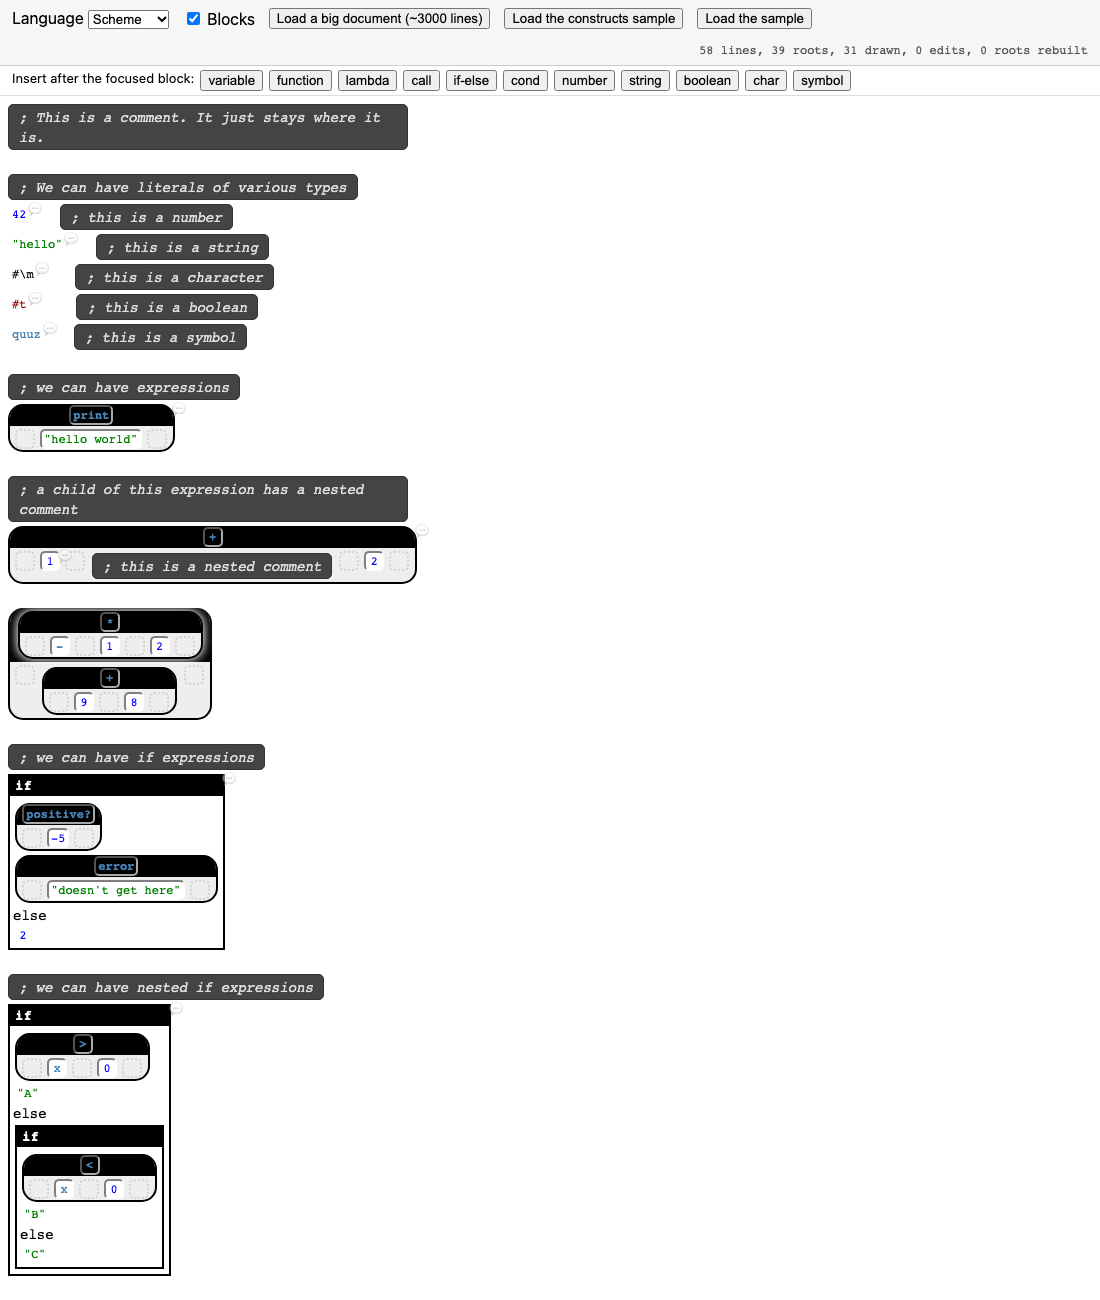 Language Scheme Blocks Load a big document (~3000 lines) Load the constructs sample Load the sample
58 lines, 39 roots, 31 drawn, 0 edits, 0 roots rebuilt
Insert after the focused block: variable function lambda call if-else cond number string boolean char symbol
; This is a comment. It just stays where it
is.
; We can have literals of various types
42 ; this is a number
"hello" ; this is a string
#\m ; this is a character
#t ; this is a boolean
quuz ; this is a symbol
; we can have expressions
print
"hello world"
; a child of this expression has a nested
comment
+
1 ; this is a nested comment 2
*
- 1 2
+
9 8
; we can have if expressions
if
positive?
-5
error
"doesn't get here"
else
2
; we can have nested if expressions
if
>
x 0
"A"
else
if
<
x 0
"B"
else
"C"